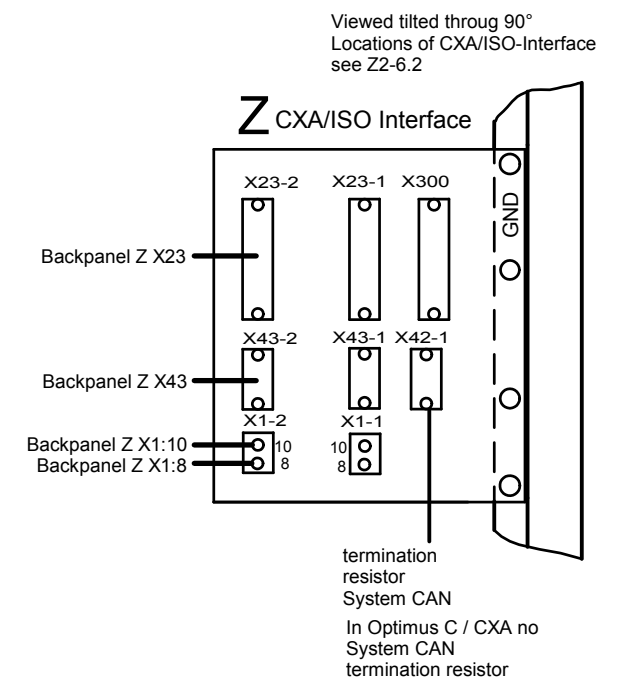 Viewed tilted throug 90°
Locations of CXA/ISO-Interface
see Z2-6.2
Z CXA/ISO Interface
X23-2 X23-1 X300
GND
Backpanel Z X23
X43-2 X43-1 X42-1
Backpanel Z X43
X1-2 X1-1
Backpanel Z X1:10 10 10
Backpanel Z X1:8 8 8
termination
resistor
System CAN
In Optimus C / CXA no
System CAN
termination resistor